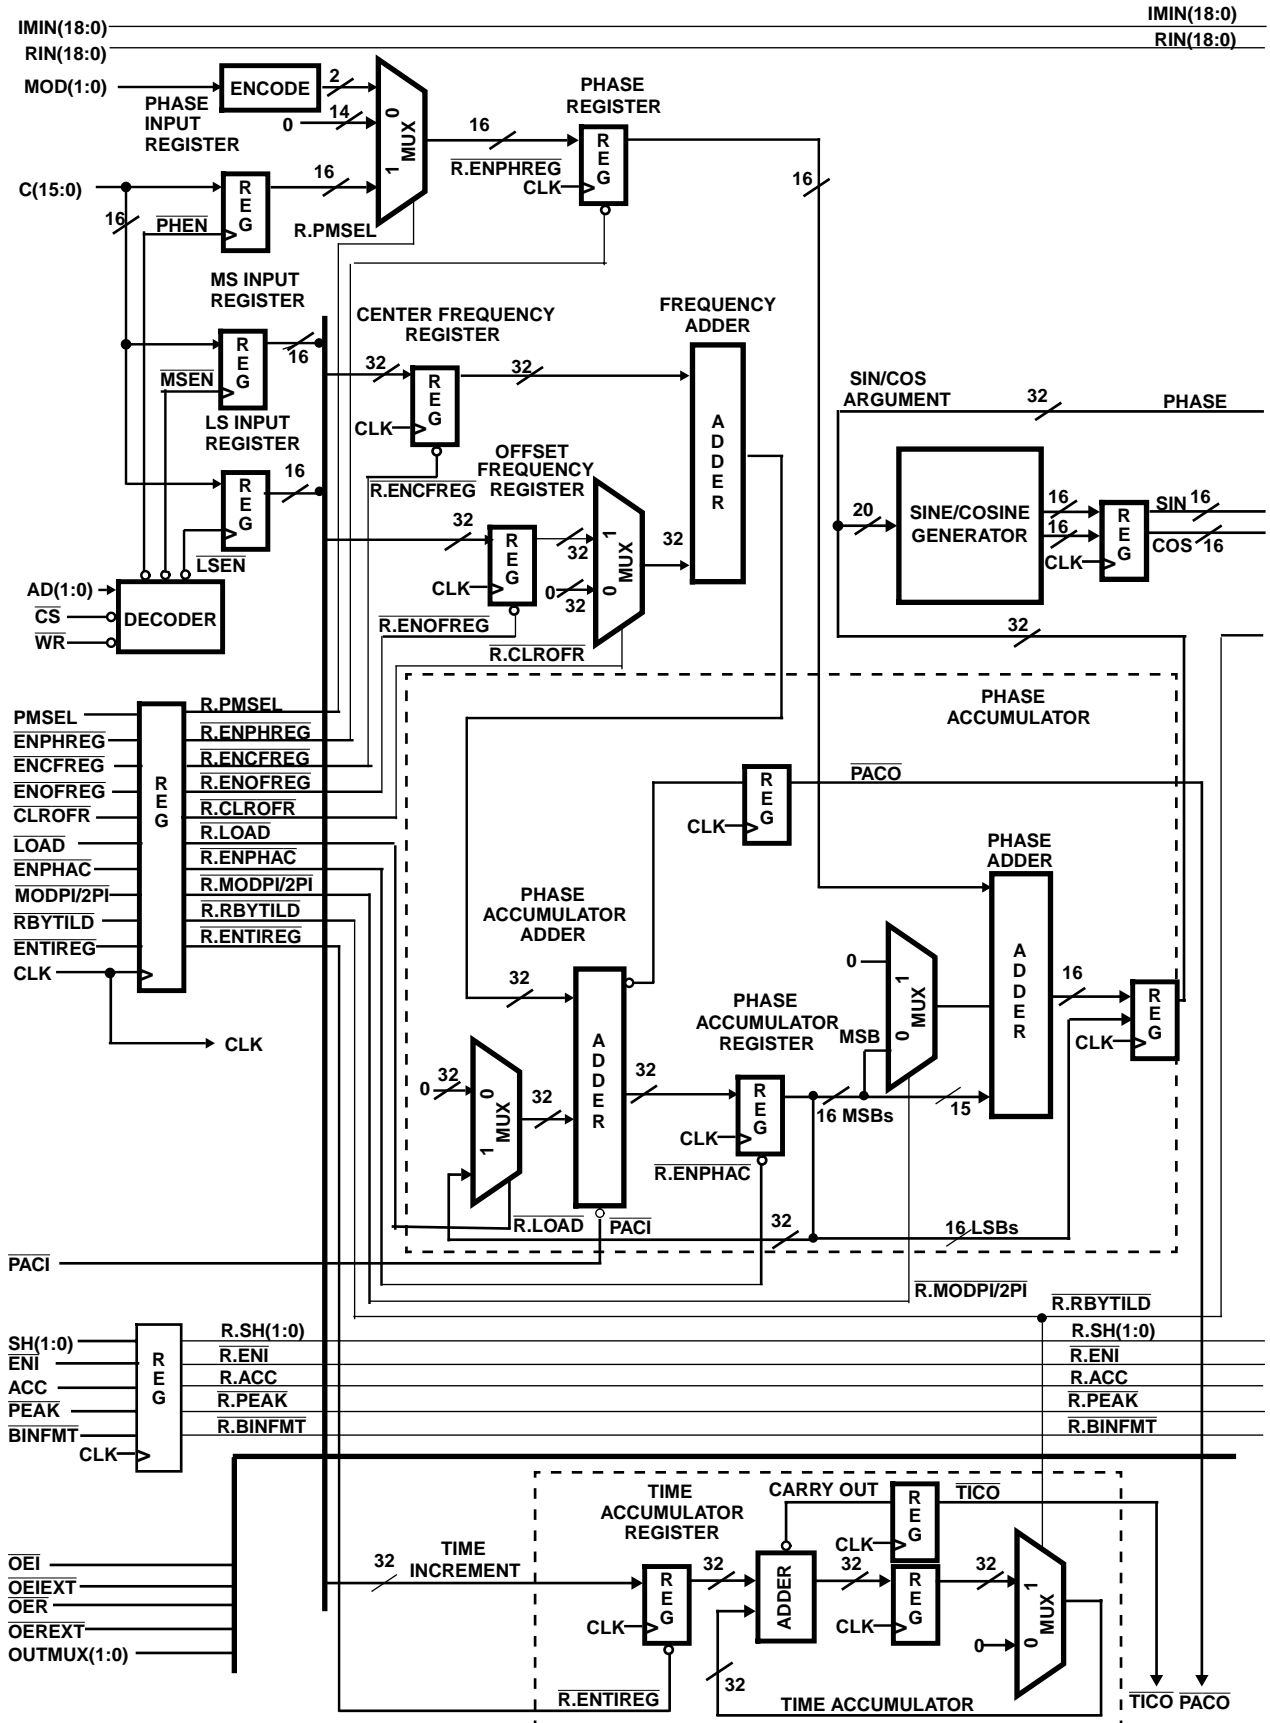 IMIN(18:0)
IMIN(18:0)
RIN(18:0)
RIN(18:0)
MOD(1:0)
ENCODE
2
PHASE
INPUT
REGISTER
0
14
0
1
MUX
16
PHASE
REGISTER
REG
R.ENPHREG
CLK
16
C(15:0)
16
PHEN
REG
16
R.PMSEL
MS INPUT
REGISTER
REG
16
MSEN
LS INPUT
REGISTER
REG
16
LSEN
AD(1:0)
CS
WR
DECODER
CENTER FREQUENCY
REGISTER
32
REG
CLK
32
R.ENCFREG
FREQUENCY
ADDER
ADDER
OFFSET
FREQUENCY
REGISTER
32
REG
CLK
32
0
32
1
0
MUX
32
R.ENOFREG
R.CLROFR
SIN/COS
ARGUMENT
32
PHASE
20
SINE/COSINE
GENERATOR
16
16
REG
CLK
SIN
16
COS
16
32
PMSEL
ENPHREG
ENCFREG
ENOFREG
CLROFR
LOAD
ENPHAC
MODPI/2PI
RBYTILD
ENTIREG
CLK
REG
R.PMSEL
R.ENPHREG
R.ENCFREG
R.ENOFREG
R.CLROFR
R.LOAD
R.ENPHAC
R.MODPI/2PI
R.RBYTILD
R.ENTIREG
CLK
PHASE
ACCUMULATOR
REG
CLK
PACO
PHASE
ADDER
ADDER
PHASE
ACCUMULATOR
ADDER
32
ADDER
0
32
0
1
MUX
32
32
PHASE
ACCUMULATOR
REGISTER
REG
CLK
R.ENPHAC
MSB
0
1
0
MUX
16 MSBs
15
16
REG
CLK
R.LOAD
PACI
32
16 LSBs
PACI
R.MODPI/2PI
R.RBYTILD
SH(1:0)
ENI
ACC
PEAK
BINFMT
CLK
REG
R.SH(1:0)
R.ENI
R.ACC
R.PEAK
R.BINFMT
R.SH(1:0)
R.ENI
R.ACC
R.PEAK
R.BINFMT
OEI
OEIEXT
OER
OEREXT
OUTMUX(1:0)
32
TIME
INCREMENT
TIME
ACCUMULATOR
REGISTER
REG
CLK
R.ENTIREG
32
CARRY OUT
ADDER
REG
CLK
TICO
32
REG
CLK
32
1
0
MUX
0
32
TIME ACCUMULATOR
TICO
PACO